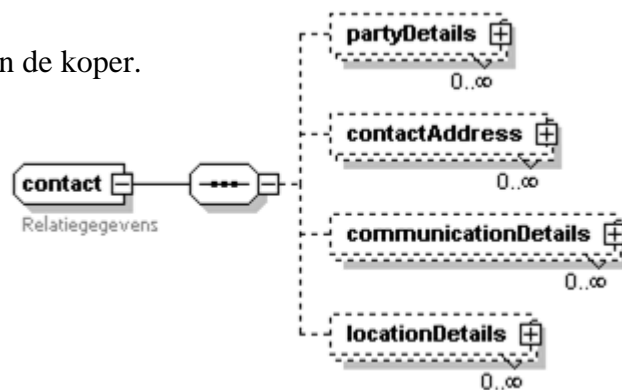 partyDetails
n de koper.
0..∞
contactAddress
0..∞
contact
Relatiegegevens
communicationDetails
0..∞
locationDetails
0..∞